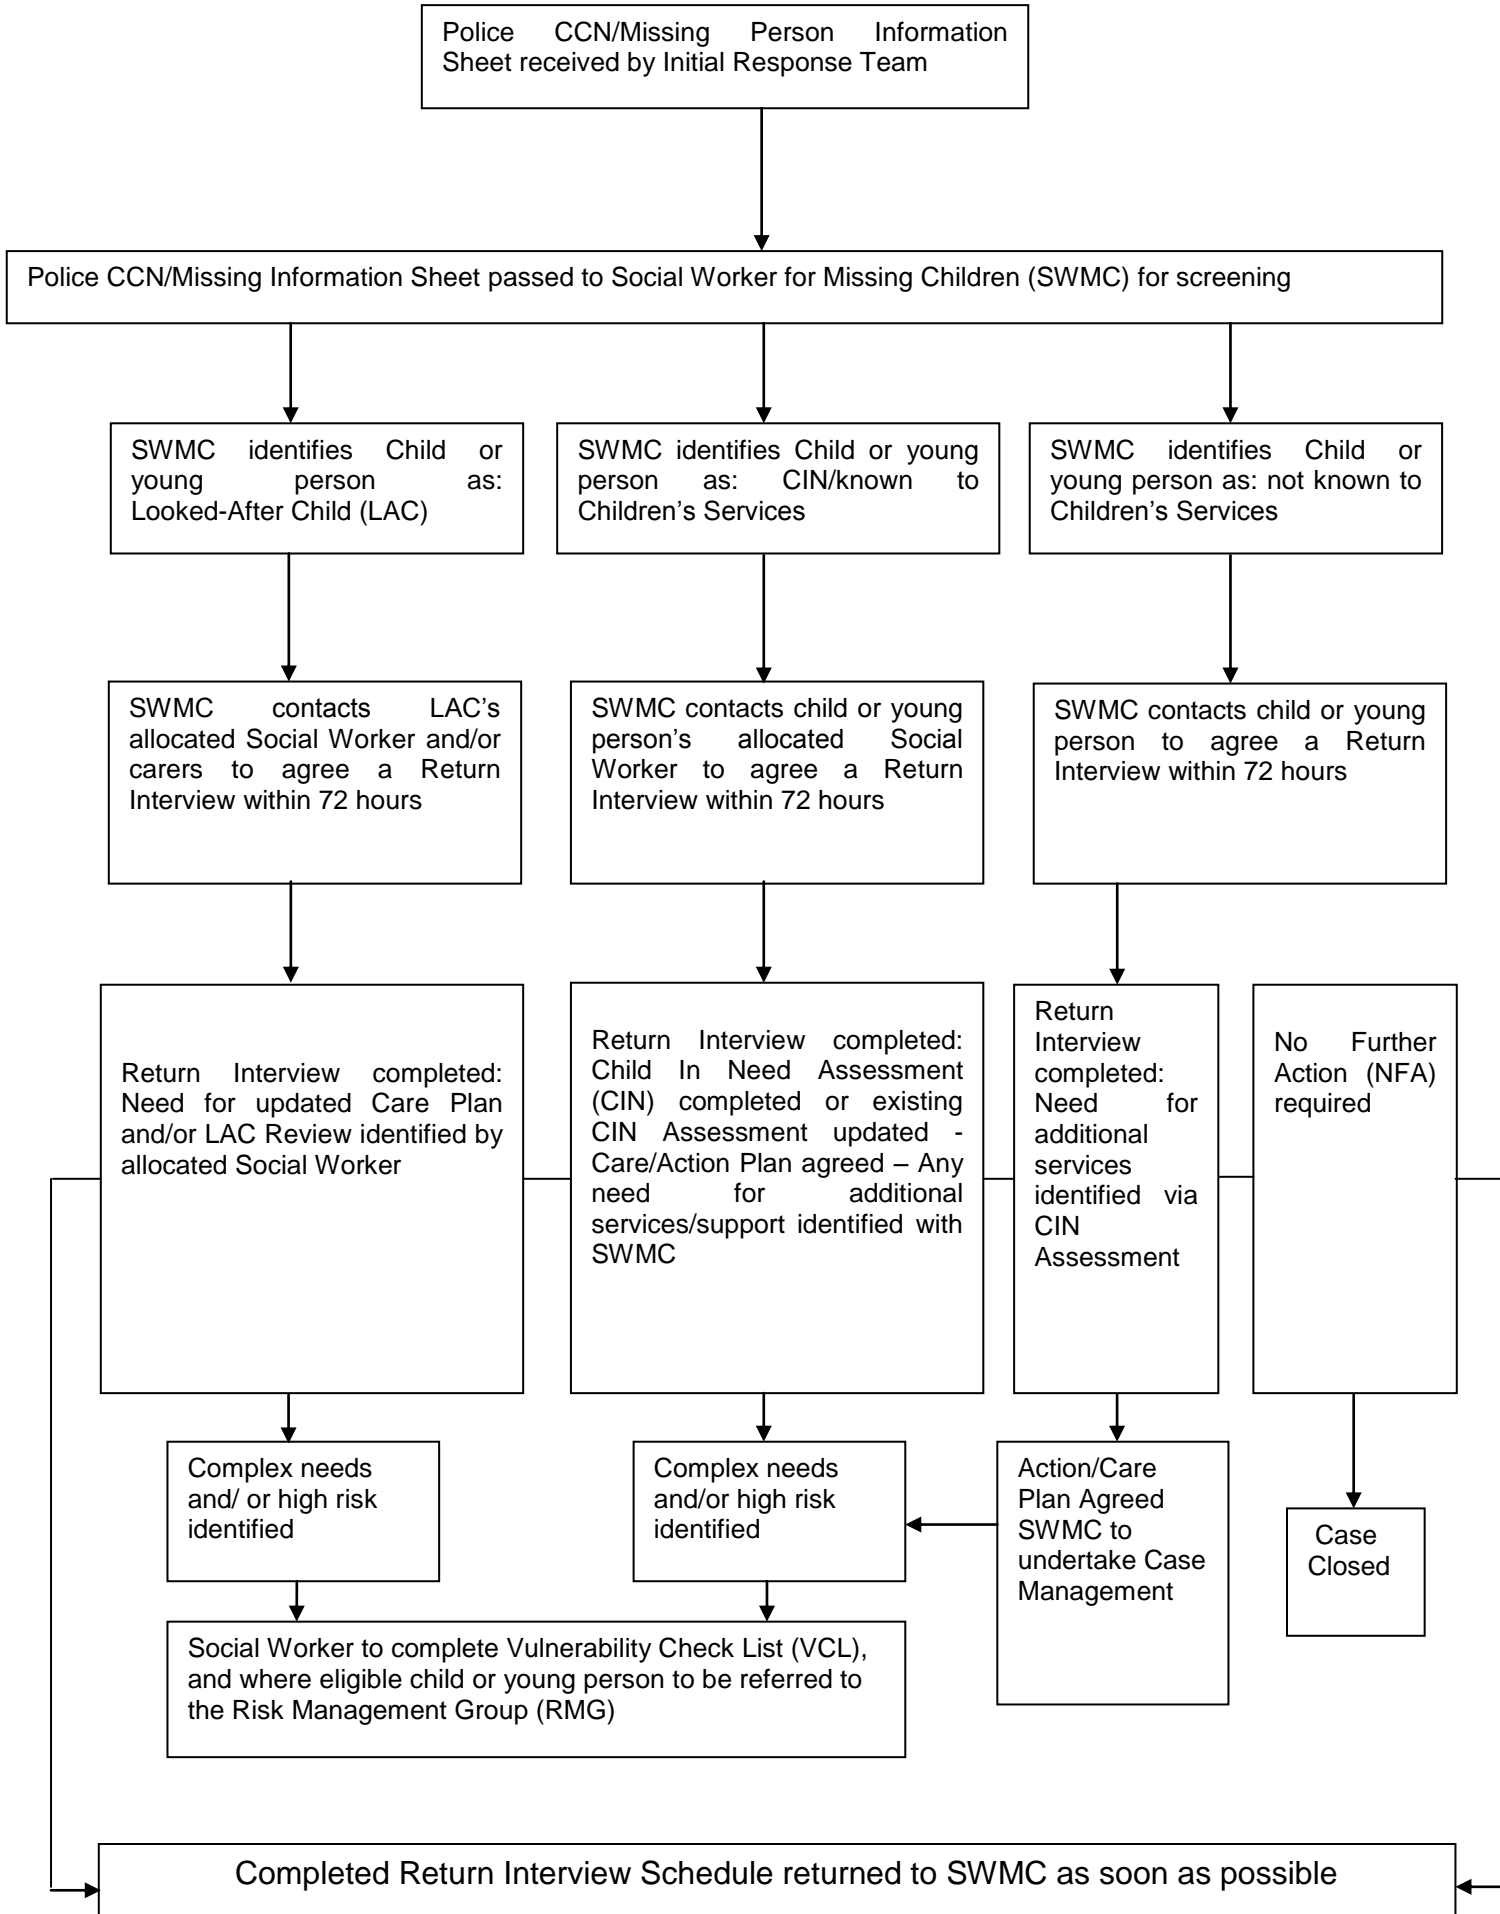 Police CCN/Missing Person Information
Sheet received by Initial Response Team
Police CCN/Missing Information Sheet passed to Social Worker for Missing Children (SWMC) for screening
SWMC identifies Child or
young person as:
Looked-After Child (LAC)
SWMC identifies Child or young
person as: CIN/known to
Children’s Services
SWMC identifies Child or
young person as: not known to
Children’s Services
SWMC contacts LAC’s
allocated Social Worker and/or
carers to agree a Return
Interview within 72 hours
SWMC contacts child or young
person’s allocated Social
Worker to agree a Return
Interview within 72 hours
SWMC contacts child or young
person to agree a Return
Interview within 72 hours
Return Interview completed:
Need for updated Care Plan
and/or LAC Review identified by
allocated Social Worker
Return Interview completed:
Child In Need Assessment
(CIN) completed or existing
CIN Assessment updated -
Care/Action Plan agreed – Any
need for additional
services/support identified with
SWMC
Return
Interview
completed:
Need for
additional
services
identified via
CIN
Assessment
No Further
Action (NFA)
required
Complex needs
and/ or high risk
identified
Complex needs
and/or high risk
identified
Action/Care
Plan Agreed
SWMC to
undertake Case
Management
Case
Closed
Social Worker to complete Vulnerability Check List (VCL),
and where eligible child or young person to be referred to
the Risk Management Group (RMG)
Completed Return Interview Schedule returned to SWMC as soon as possible